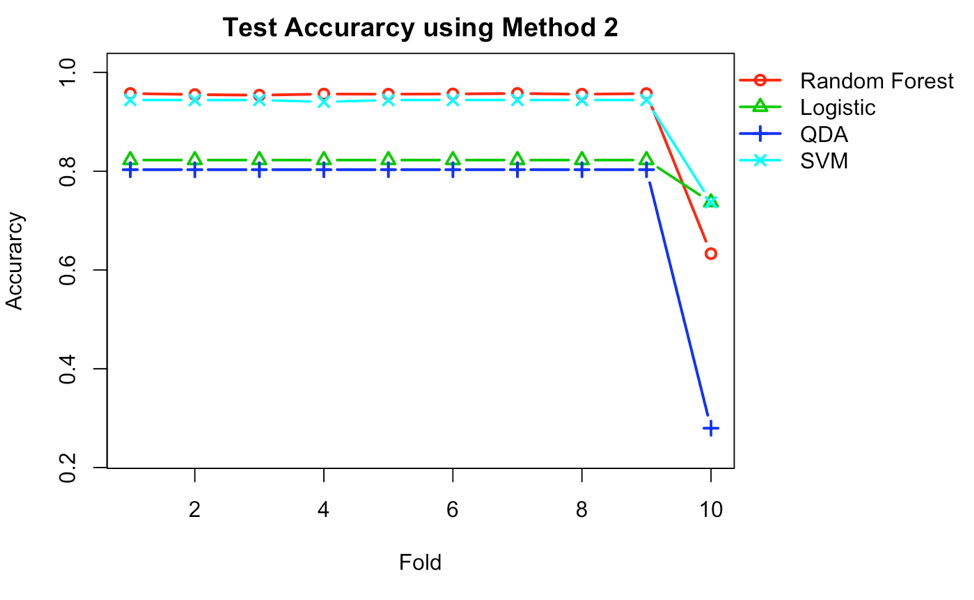 Test Accurarcy using Method 2
1.0
0.8
0.6
0.4
0.2
Accurarcy
2 4 6 8 10
Fold
Random Forest
Logistic
QDA
SVM